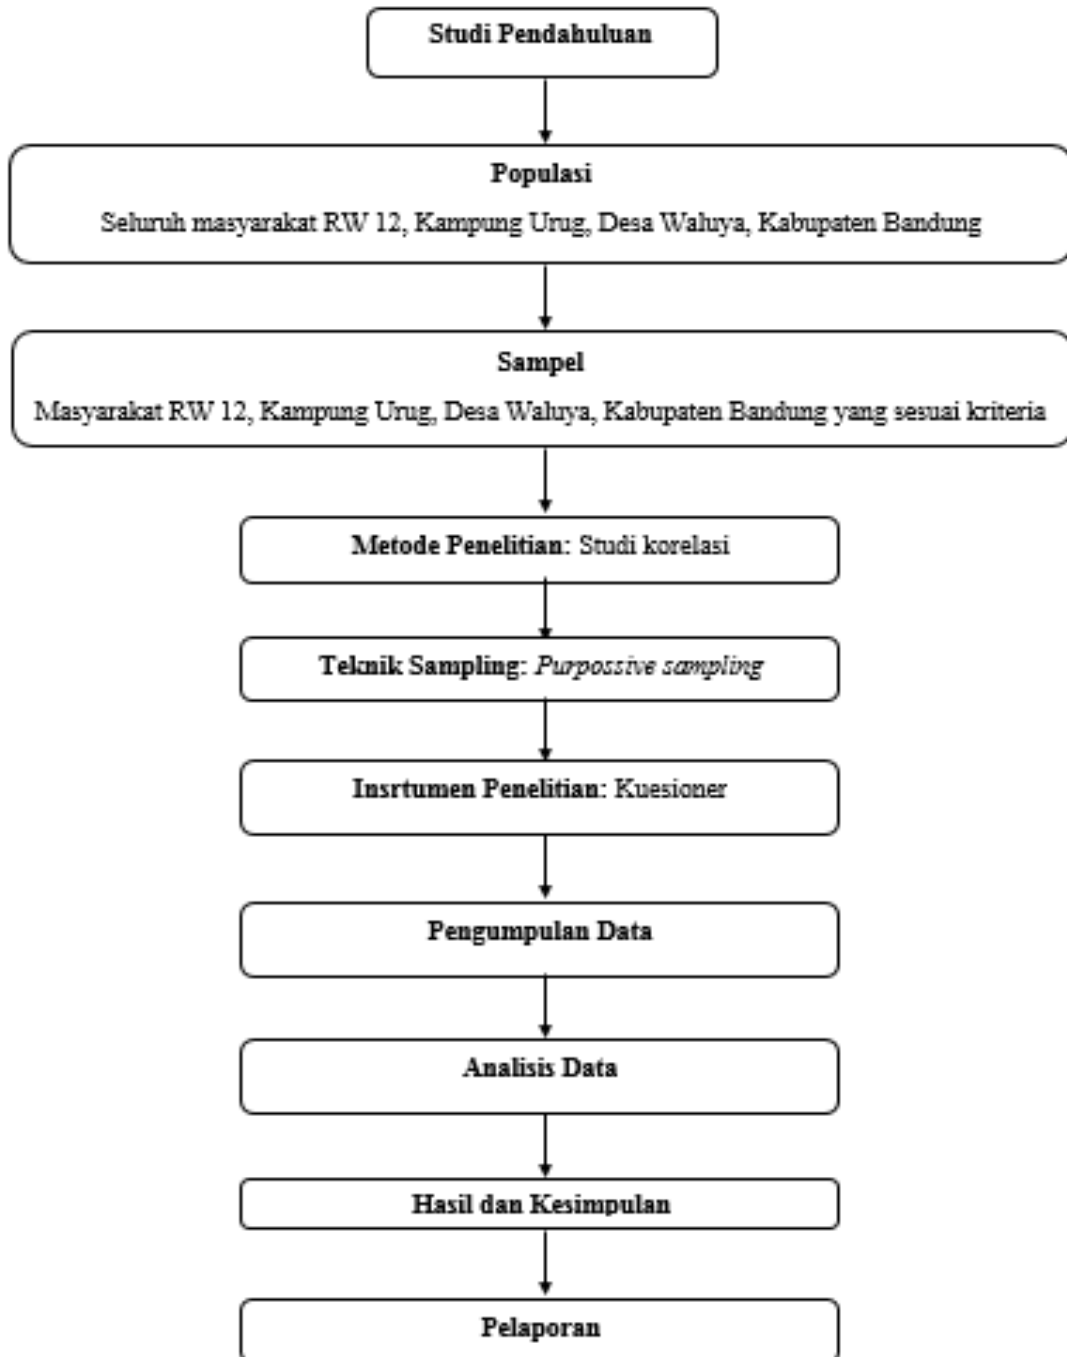 Studi Pendahuluan
Populasi
Seluruh masyarakat RW 12, Kampung Urug, Desa Waluya, Kabupaten Bandung
Sampel
Masyarakat RW 12, Kampung Urug, Desa Waluya, Kabupaten Bandung yang sesuai kriteria
Metode Penelitian: Studi korelasi
Teknik Sampling: Purpossive sampling
Insrtumen Penelitian: Kuesioner
Pengumpulan Data
Analisis Data
Hasil dan Kesimpulan
Pelaporan